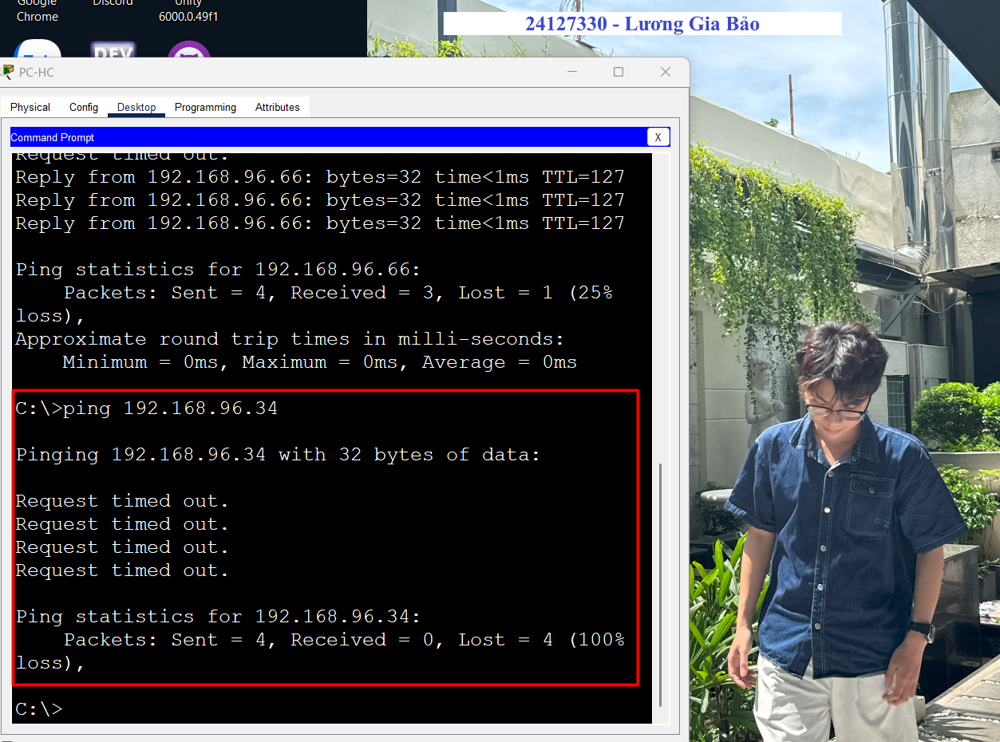 Google
Chrome
Discord
Unity
6000.0.49f1
24127330 - Lương Gia Bảo
DEV
PC-HC
Physical
Config
Desktop
Programming
Attributes
Command Prompt
X
Request timed out.
Reply from 192.168.96.66: bytes=32 time<1ms TTL=127
Reply from 192.168.96.66: bytes=32 time<1ms TTL=127
Reply from 192.168.96.66: bytes=32 time<1ms TTL=127
Ping statistics for 192.168.96.66:
Packets: Sent = 4, Received = 3, Lost = 1 (25%
loss),
Approximate round trip times in milli-seconds:
Minimum = 0ms, Maximum = 0ms, Average = 0ms
C:\>ping 192.168.96.34
Pinging 192.168.96.34 with 32 bytes of data:
Request timed out.
Request timed out.
Request timed out.
Request timed out.
Ping statistics for 192.168.96.34:
Packets: Sent = 4, Received = 0, Lost = 4 (100%
loss),
C:\>